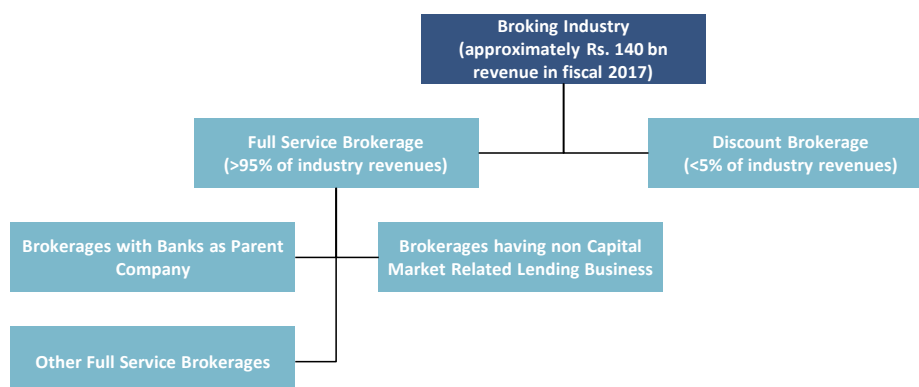 Broking Industry
(approximately Rs. 140 bn
revenue in fiscal 2017)
Full Service Brokerage
(>95% of industry revenues)
Discount Brokerage
(<5% of industry revenues)
Brokerages with Banks as Parent
Company
Brokerages having non Capital
Market Related Lending Business
Other Full Service Brokerages